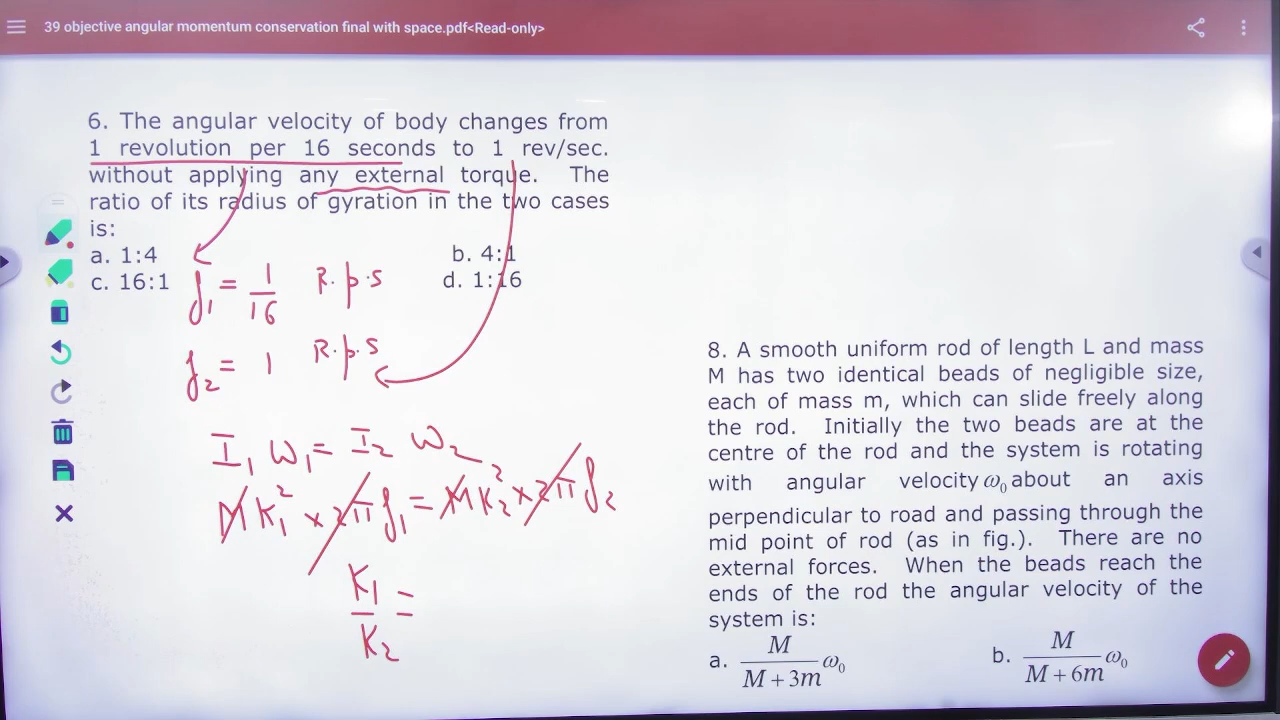 39 objective angular momentum conservation final with space.pdf<Read-only>
6. The angular velocity of body changes from
1 revolution per 16 seconds to 1 rev/sec.
without applying any external torque. The
ratio of its radius of gyration in the two cases
is:
a. 1:4 b. 4:1
c. 16:1 d. 1:16
f₁ = 1/16 R.p.s
f₂ = 1 R.p.s
I₁ ω₁ = I₂ ω₂
MK₁² × 2π f₁ = MK₂² × 2π f₂
K₁/K₂ =
8. A smooth uniform rod of length L and mass
M has two identical beads of negligible size,
each of mass m, which can slide freely along
the rod. Initially the two beads are at the
centre of the rod and the system is rotating
with angular velocity ω₀ about an axis
perpendicular to road and passing through the
mid point of rod (as in fig.). There are no
external forces. When the beads reach the
ends of the rod the angular velocity of the
system is:
a. M/(M + 3m) ω₀ b. M/(M + 6m) ω₀